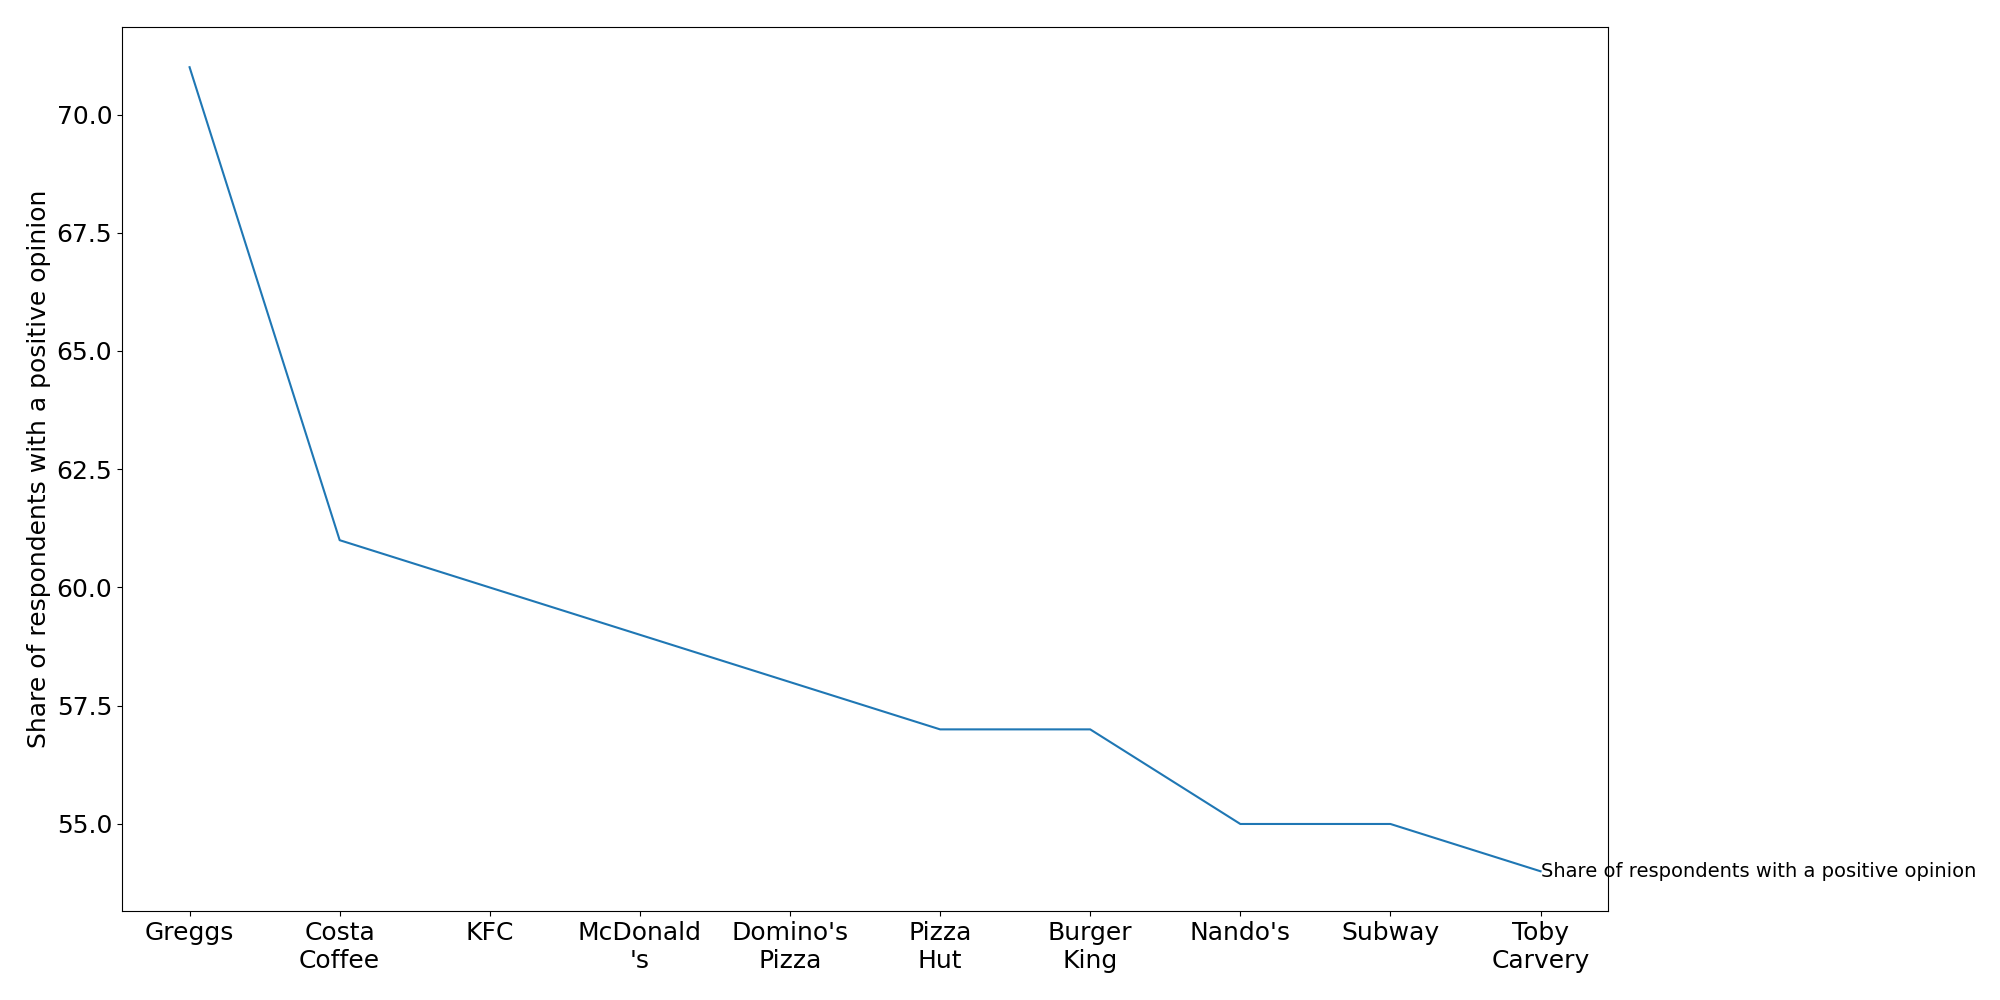 Share of respondents with a positive opinion
70.0
67.5
65.0
62.5
60.0
57.5
55.0
Share of respondents with a positive opinion
Greggs
Costa
Coffee
KFC
McDonald
's
Domino's
Pizza
Pizza
Hut
Burger
King
Nando's
Subway
Toby
Carvery